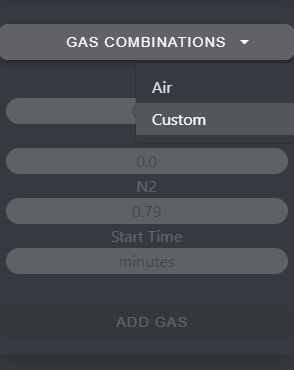 GAS COMBINATIONS
Air
Custom
0.0
N2
0.79
Start Time
minutes
ADD GAS